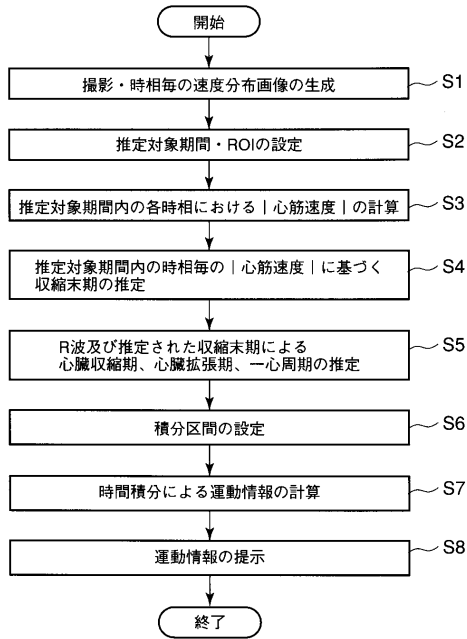 開始
撮影・時相毎の速度分布画像の生成
S1
推定対象期間・ROIの設定
S2
推定対象期間内の各時相における|心筋速度|の計算
S3
推定対象期間内の時相毎の|心筋速度|に基づく
収縮末期の推定
S4
R波及び推定された収縮末期による
心臓収縮期、心臓拡張期、一心周期の推定
S5
積分区間の設定
S6
時間積分による運動情報の計算
S7
運動情報の提示
S8
終了